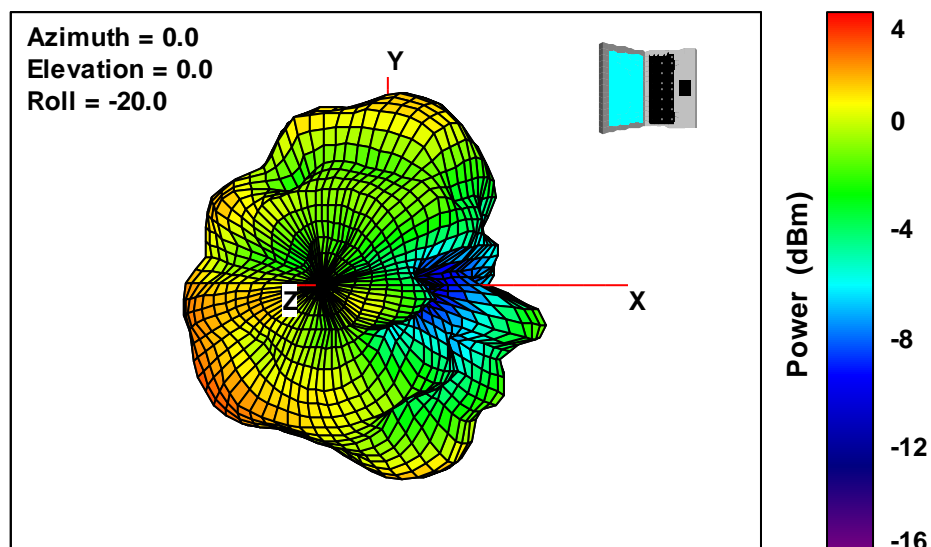 Azimuth = 0.0
Elevation = 0.0
Roll = -20.0
Y
Z
X
Power (dBm)
4
0
-4
-8
-12
-16